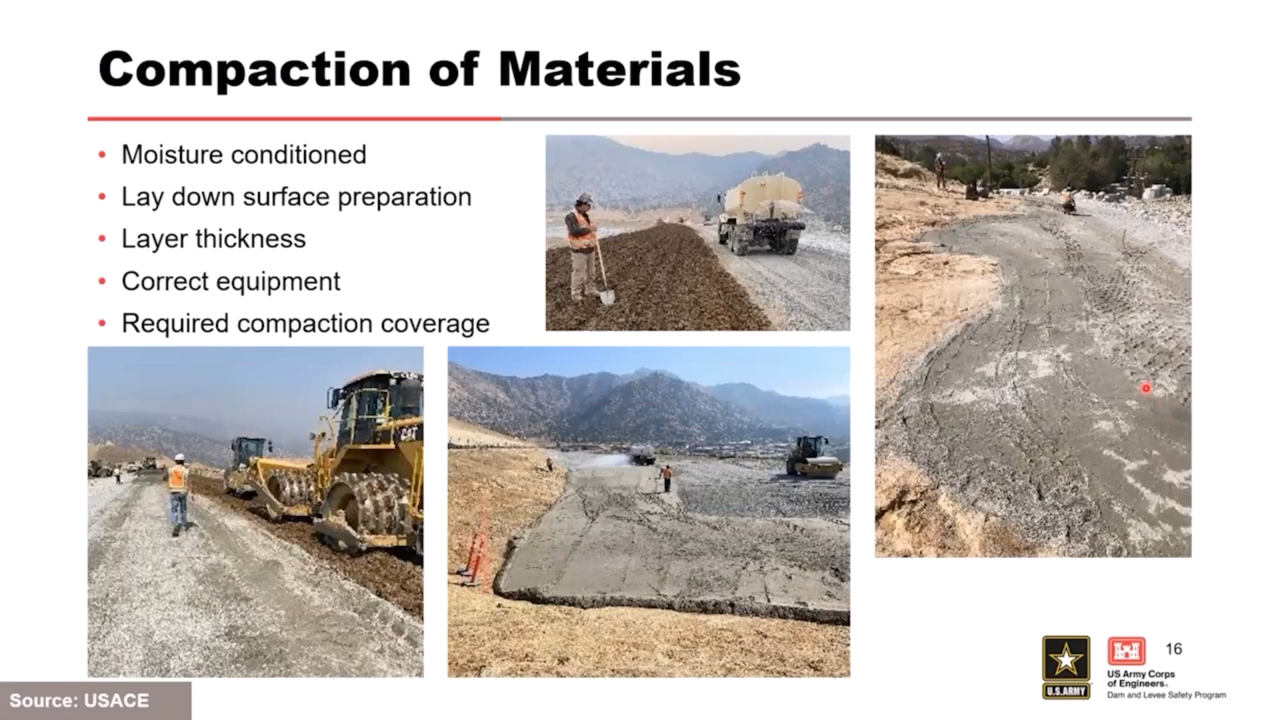 Compaction of Materials
• Moisture conditioned
• Lay down surface preparation
• Layer thickness
• Correct equipment
• Required compaction coverage
CAT
16
U.S.ARMY
US Army Corps
of Engineers®
Dam and Levee Safety Program
Source: USACE